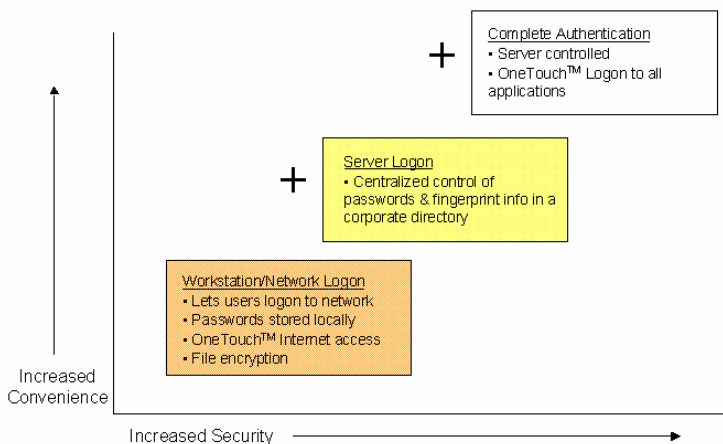 Complete Authentication
• Server controlled
• OneTouch™ Logon to all
applications
+
Server Logon
• Centralized control of
passwords & fingerprint info in a
corporate directory
+
Workstation/Network Logon
• Lets users logon to network
• Passwords stored locally
• OneTouch™ Internet access
• File encryption
Increased
Convenience
Increased Security